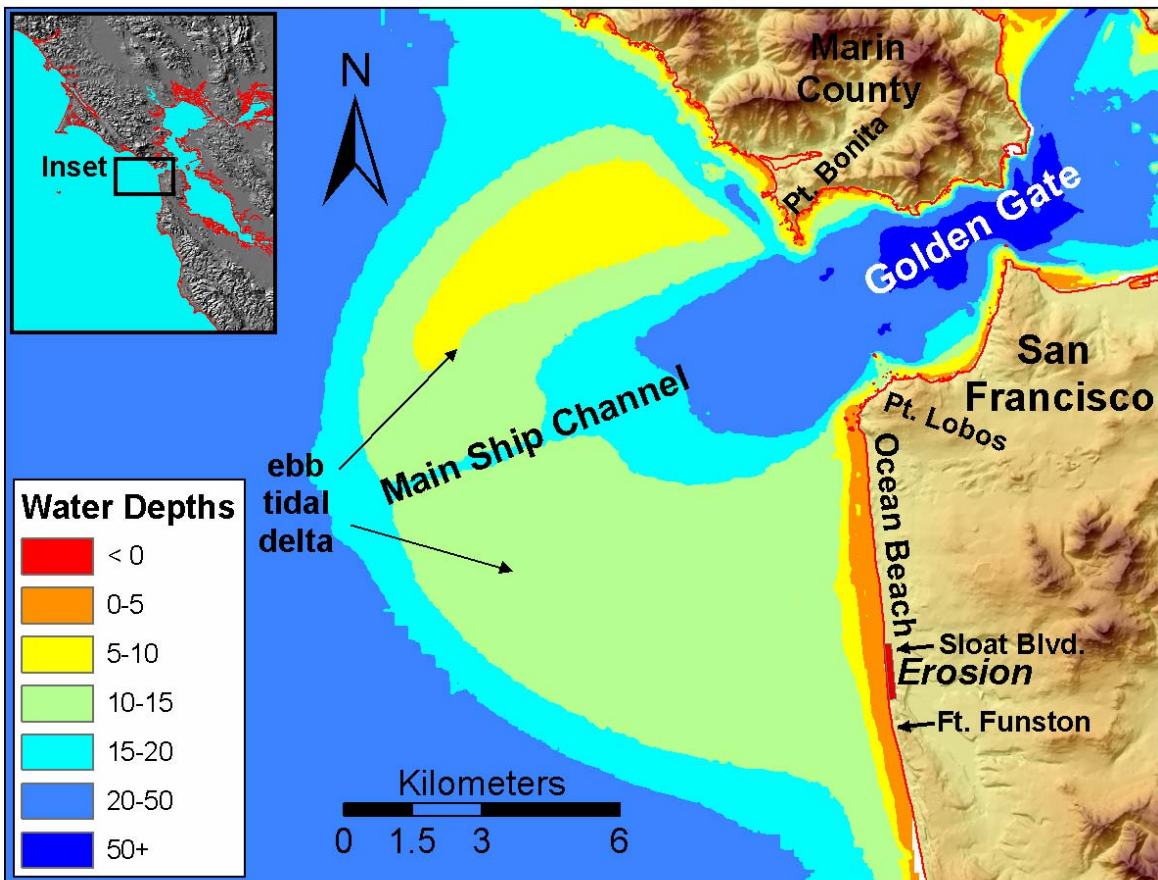 Inset
N
Marin
County
Pt. Bonita
Golden Gate
San
Francisco
Pt. Lobos
Main Ship Channel
ebb
tidal
delta
Ocean Beach
Sloat Blvd.
Erosion
Ft. Funston
Water Depths
< 0
0-5
5-10
10-15
15-20
20-50
50+
Kilometers
0 1.5 3 6